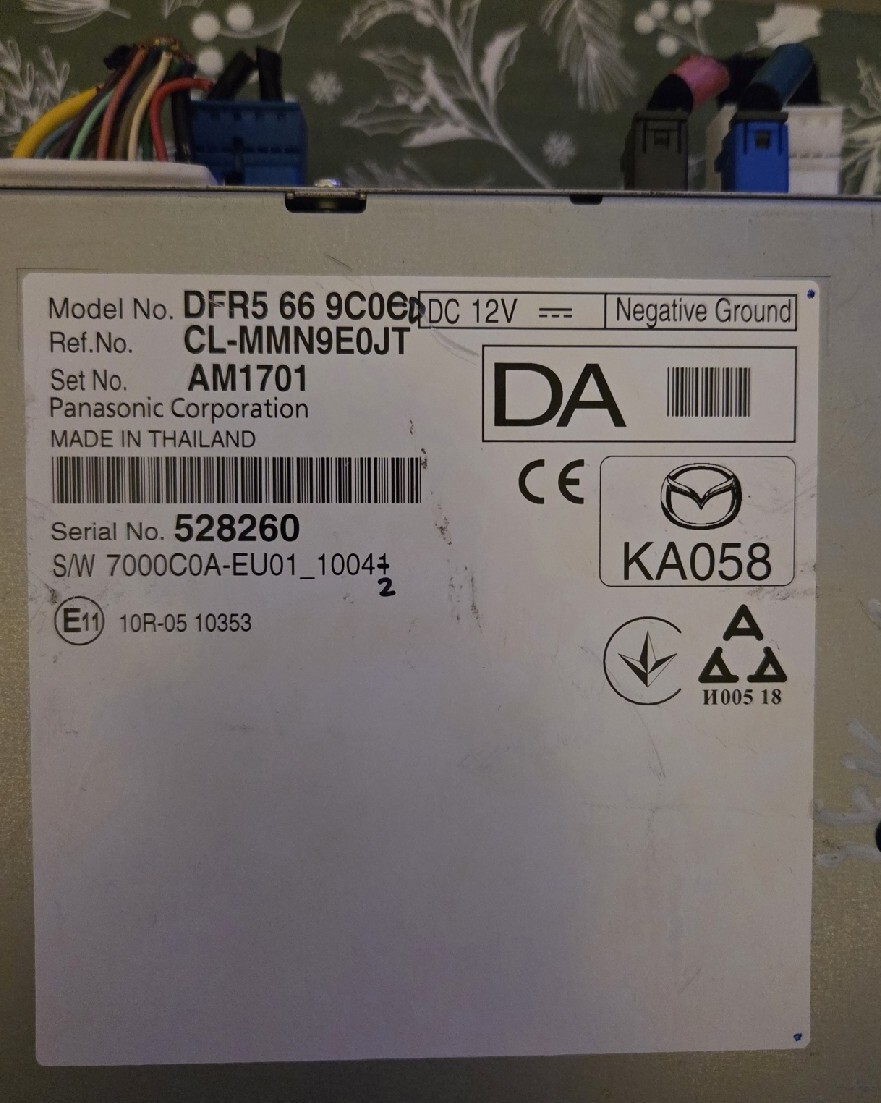 Model No. DFR5 66 9C0CD
DC 12V ⎓ Negative Ground
Ref.No. CL-MMN9E0JT
Set No. AM1701
DA
Panasonic Corporation
MADE IN THAILAND
CE
Serial No. 528260
KA058
S/W 7000C0A-EU01_10041
2
E11 10R-05 10353
И005 18